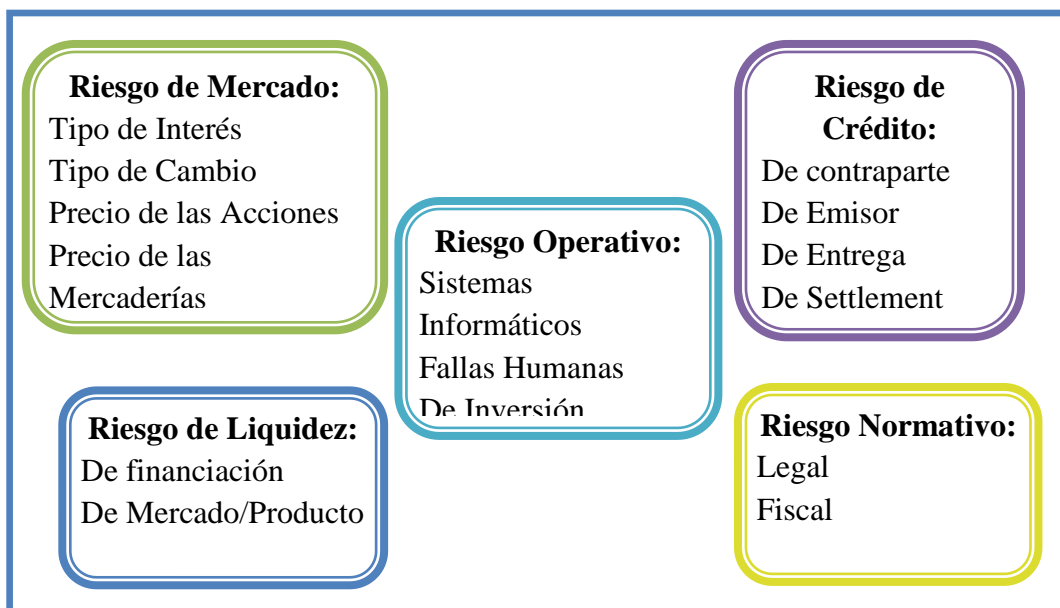 Riesgo de Mercado:
Tipo de Interés
Tipo de Cambio
Precio de las Acciones
Precio de las
Mercaderías
Riesgo de
Crédito:
De contraparte
De Emisor
De Entrega
De Settlement
Riesgo Operativo:
Sistemas
Informáticos
Fallas Humanas
De Inversión
Riesgo de Liquidez:
De financiación
De Mercado/Producto
Riesgo Normativo:
Legal
Fiscal